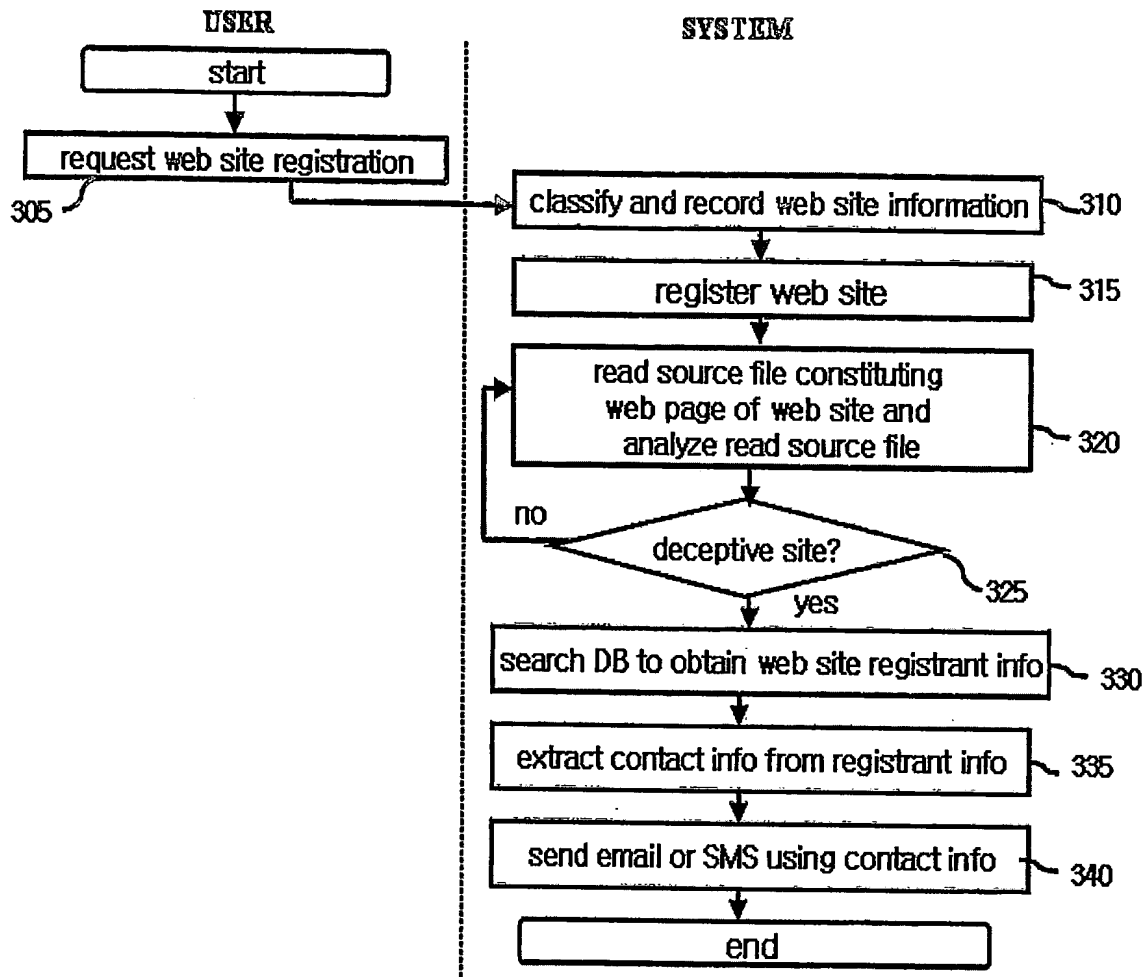 USER
SYSTEM
start
request web site registration
305
classify and record web site information
310
register web site
315
read source file constituting
web page of web site and
analyze read source file
320
no
deceptive site?
325
yes
search DB to obtain web site registrant info
330
extract contact info from registrant info
335
send email or SMS using contact info
340
end